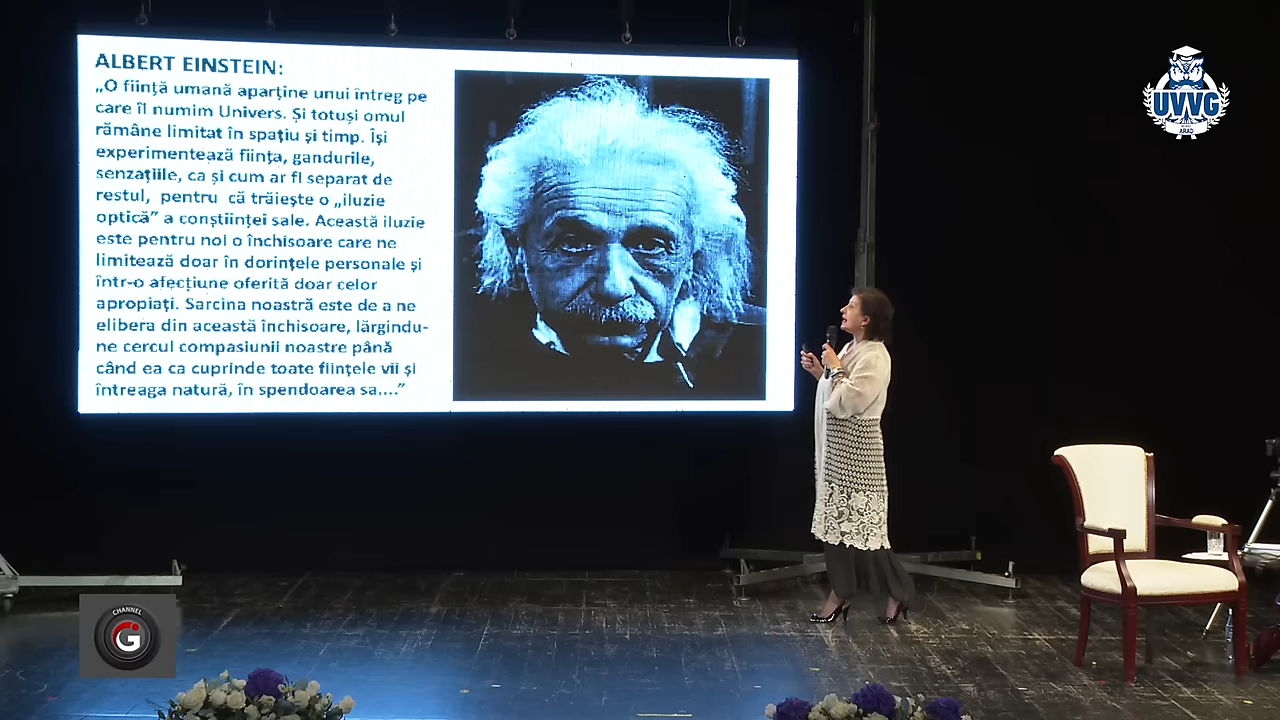 ALBERT EINSTEIN:
„O ființă umană aparține unui întreg pe
care îl numim Univers. Și totuși omul
rămâne limitat în spațiu și timp. Își
experimentează ființa, gandurile,
senzațiile, ca și cum ar fi separat de
restul, pentru că trăiește o „iluzie
optică” a conștiinței sale. Această iluzie
este pentru noi o închisoare care ne
limitează doar în dorințele personale și
într-o afecțiune oferită doar celor
apropiați. Sarcina noastră este de a ne
elibera din această închisoare, lărgindu-
ne cercul compasiunii noastre până
când ea ca cuprinde toate ființele vii și
întreaga natură, în spendoarea sa....”
UVVG
ARAD
CHANNEL
G